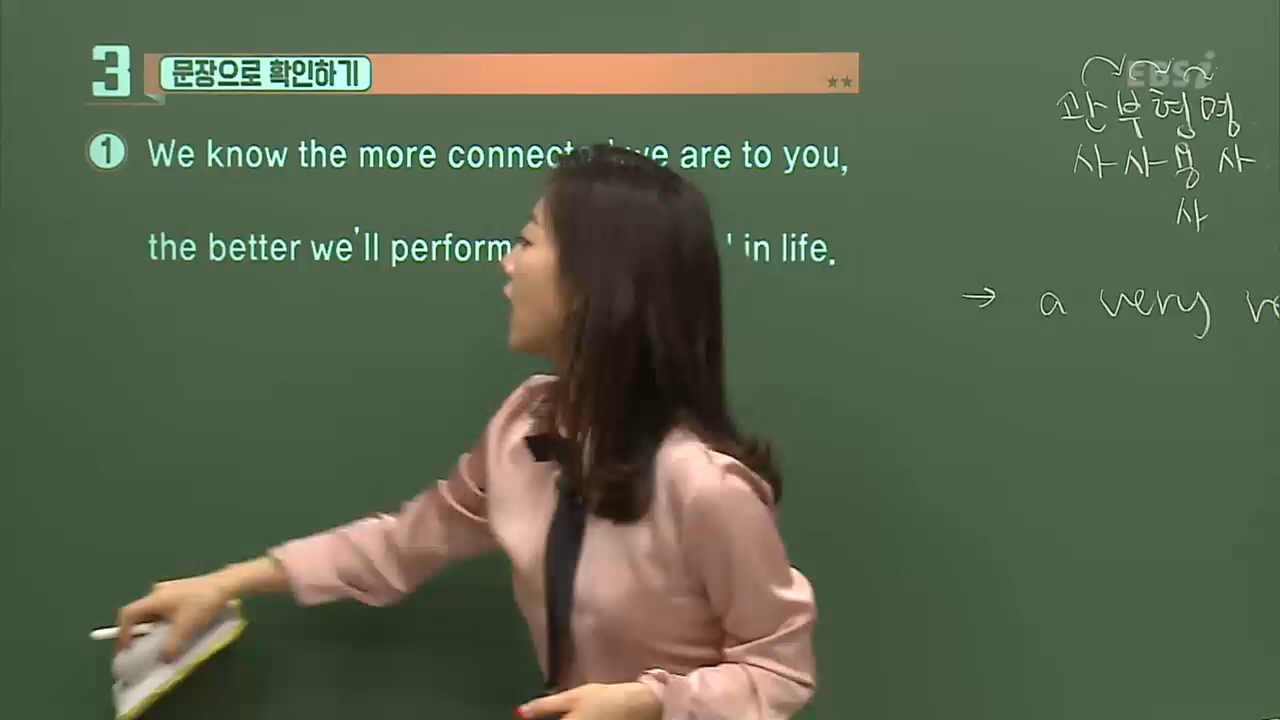 3 문장으로 확인하기 ★★
① We know the more we are to you,
the better we'll perform in life.
EBSi
관 부 형 명
사 사 용 사
사
→ a very